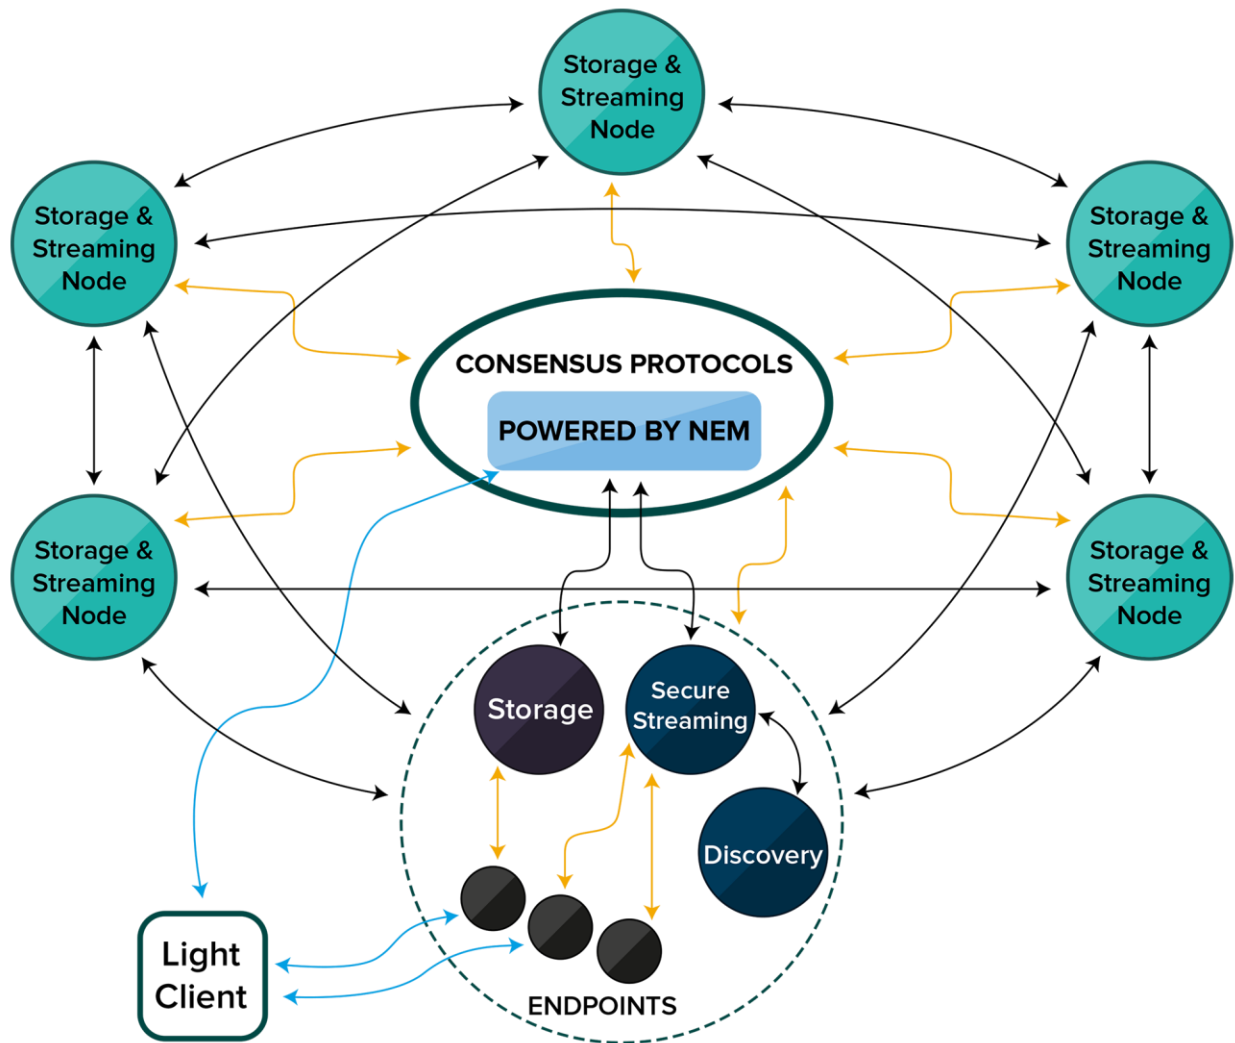 Storage &
Streaming
Node
Storage &
Streaming
Node
Storage &
Streaming
Node
CONSENSUS PROTOCOLS
POWERED BY NEM
Storage &
Streaming
Node
Storage &
Streaming
Node
Storage
Secure
Streaming
Discovery
Light
Client
ENDPOINTS